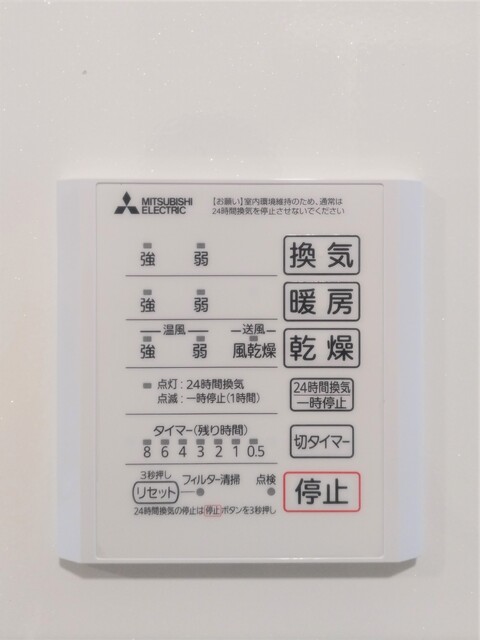 MITSUBISHI
ELECTRIC
【お願い】室内環境維持のため、通常は
24時間換気を停止させないでください
強 弱 換気
強 弱 暖房
温風 送風
強 弱 風乾燥 乾燥
点灯:24時間換気
点滅:一時停止(1時間)
24時間換気
一時停止
タイマー(残り時間)
8 6 4 3 2 1 0.5
切タイマー
3秒押し
リセット フィルター清掃 点検
停止
24時間換気の停止は停止ボタンを3秒押し